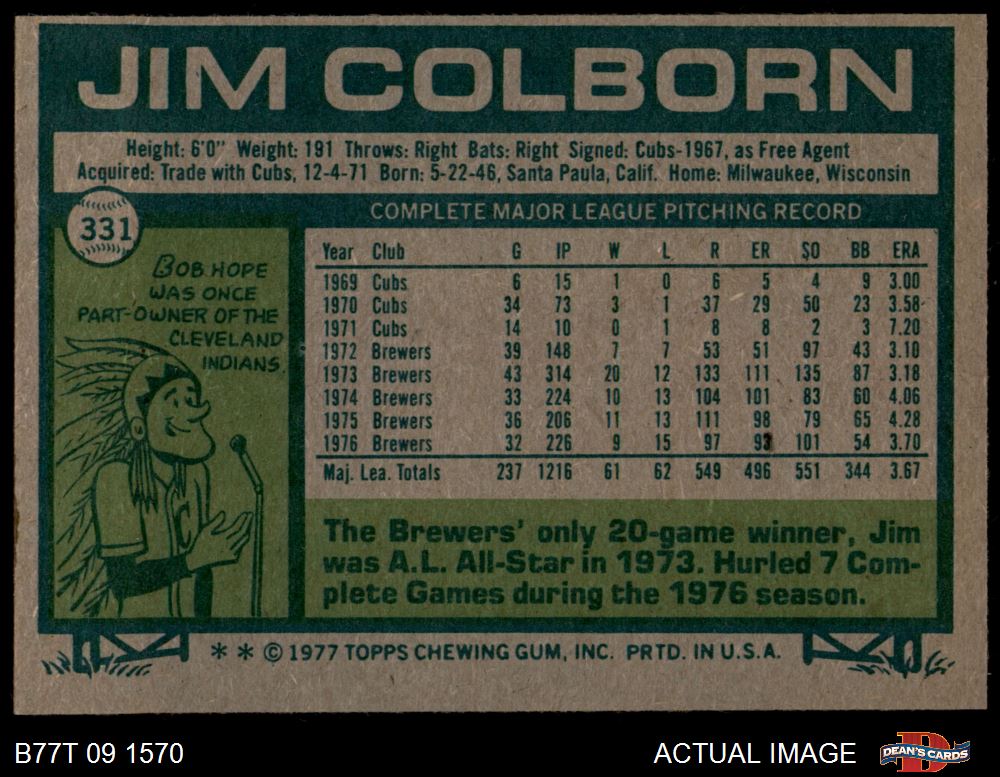 JIM COLBORN
Height: 6'0" Weight: 191 Throws: Right Bats: Right Signed: Cubs-1967, as Free Agent
Acquired: Trade with Cubs, 12-4-71 Born: 5-22-46, Santa Paula, Calif. Home: Milwaukee, Wisconsin
331
BOB HOPE
WAS ONCE
PART-OWNER OF THE
CLEVELAND
INDIANS.
C
COMPLETE MAJOR LEAGUE PITCHING RECORD
Year Club G IP W L R ER SO BB ERA
1969 Cubs 6 15 1 0 6 5 4 9 3.00
1970 Cubs 34 73 3 1 37 29 50 23 3.58
1971 Cubs 14 10 0 1 8 8 2 3 7.20
1972 Brewers 39 148 7 7 53 51 97 43 3.10
1973 Brewers 43 314 20 12 133 111 135 87 3.18
1974 Brewers 33 224 10 13 104 101 83 60 4.06
1975 Brewers 36 206 11 13 111 98 79 65 4.28
1976 Brewers 32 226 9 15 97 93 101 54 3.70
Maj. Lea. Totals 237 1216 61 62 549 496 551 344 3.67
The Brewers' only 20-game winner, Jim
was A.L. All-Star in 1973. Hurled 7 Com-
plete Games during the 1976 season.
* * © 1977 TOPPS CHEWING GUM, INC. PRTD. IN U.S.A.
B77T 09 1570
ACTUAL IMAGE
D
DEAN'S CARDS